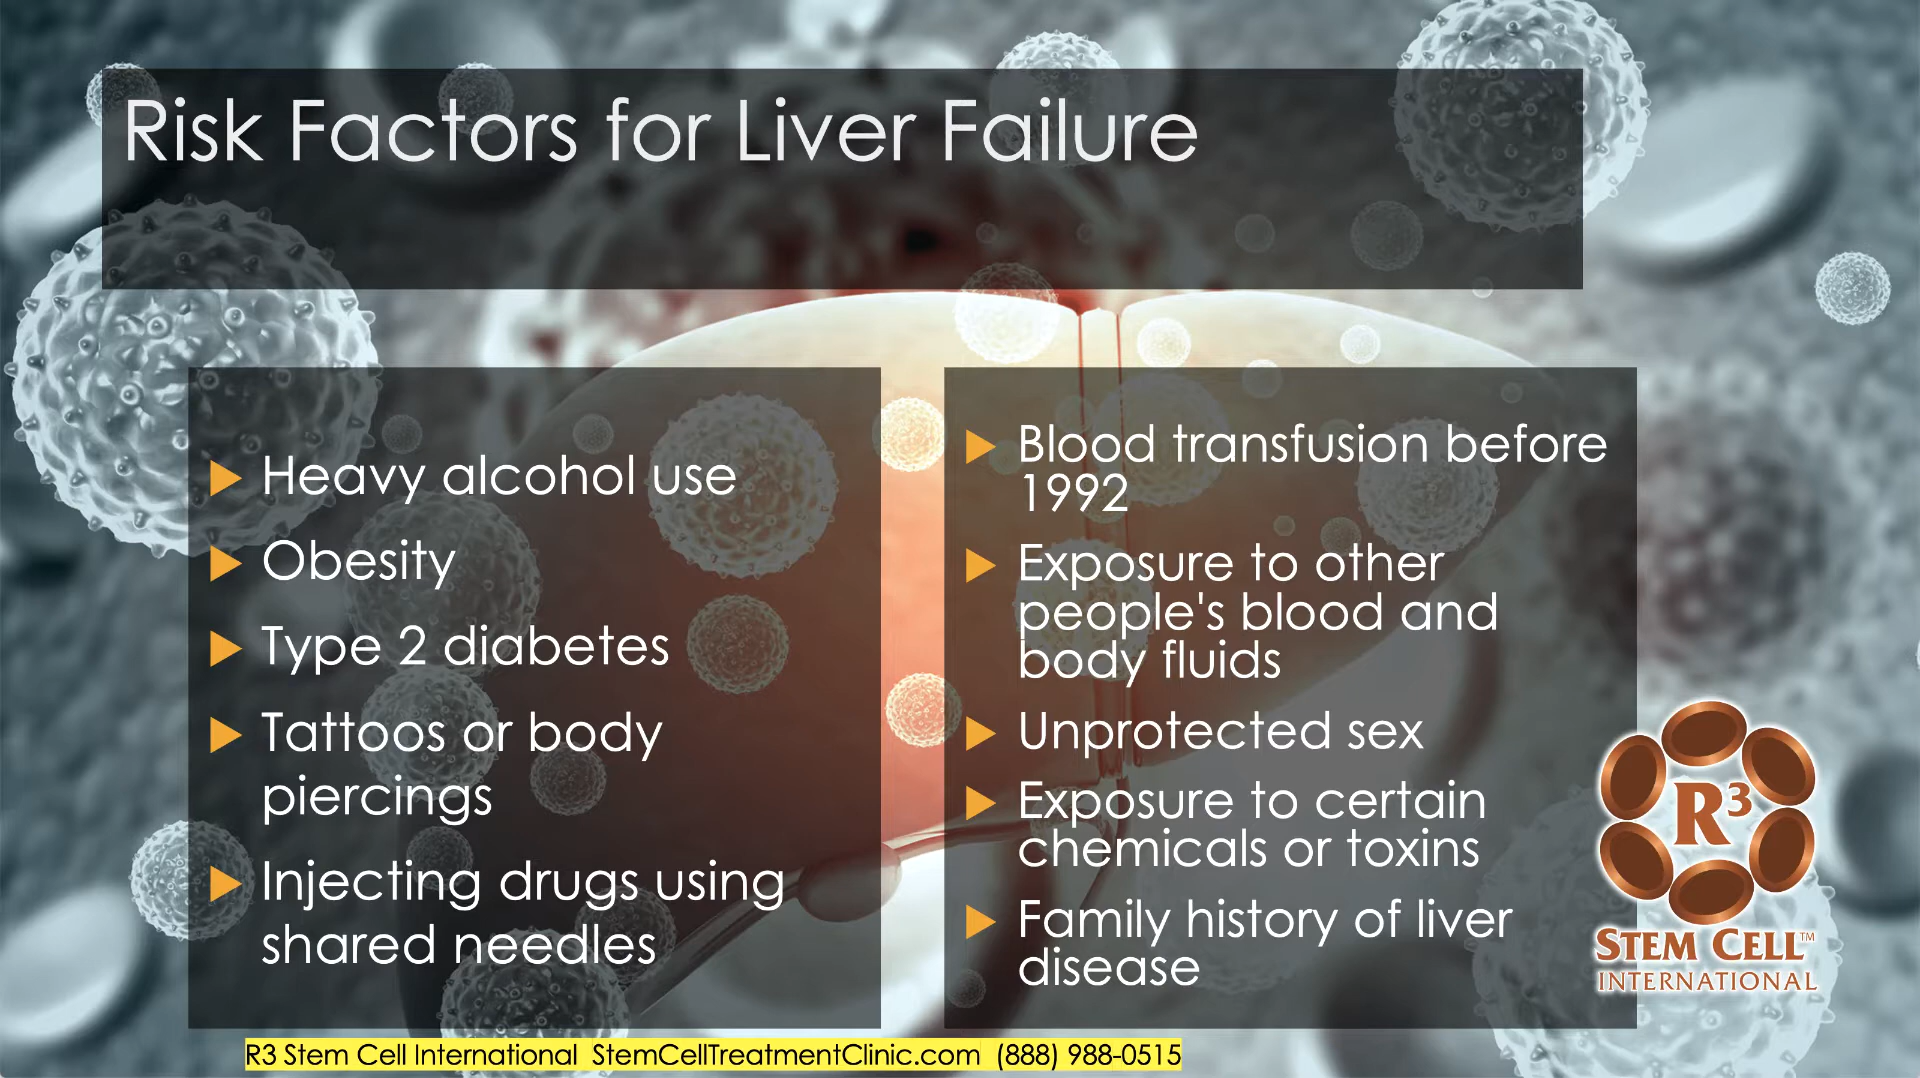 Risk Factors for Liver Failure
Heavy alcohol use
Obesity
Type 2 diabetes
Tattoos or body
piercings
Injecting drugs using
shared needles
Blood transfusion before
1992
Exposure to other
people's blood and
body fluids
Unprotected sex
Exposure to certain
chemicals or toxins
Family history of liver
disease
R3
STEM CELL™
INTERNATIONAL
R3 Stem Cell International StemCellTreatmentClinic.com (888) 988-0515